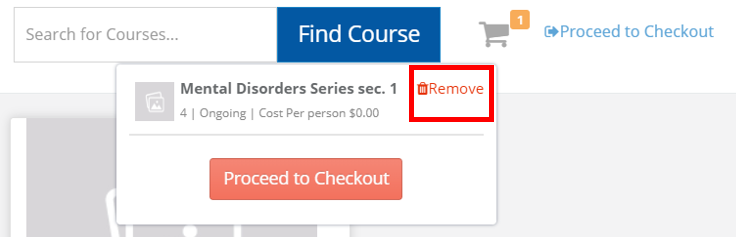 Search for Courses...
Find Course
1
Proceed to Checkout
Mental Disorders Series sec. 1
Remove
4 | Ongoing | Cost Per person $0.00
Proceed to Checkout